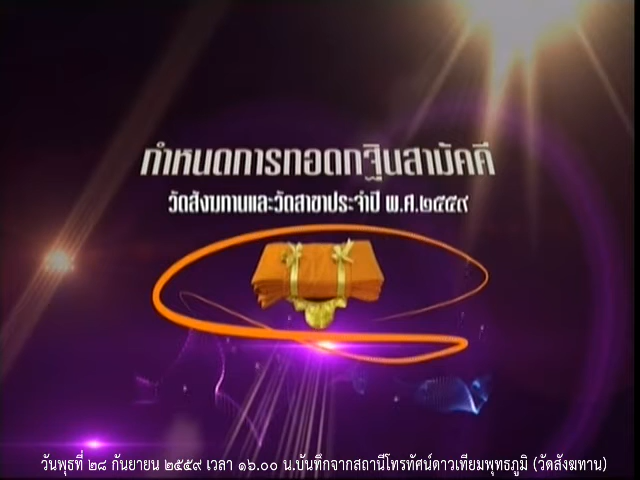 กำหนดการทอดกฐินสามัคคี
วัดสังฆทานและวัดสาขาประจำปี พ.ศ.๒๕๕๙
วันพุธที่ ๒๘ กันยายน ๒๕๕๙ เวลา ๑๖.๐๐ น.บันทึกจากสถานีโทรทัศน์ดาวเทียมพุทธภูมิ (วัดสังฆทาน)